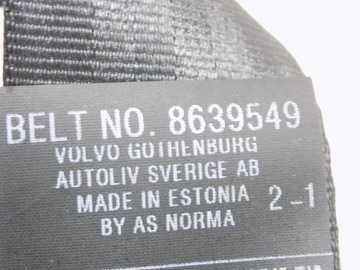 BELT NO. 8639549
VOLVO GOTHENBURG
AUTOLIV SVERIGE AB
MADE IN ESTONIA 2-1
BY AS NORMA